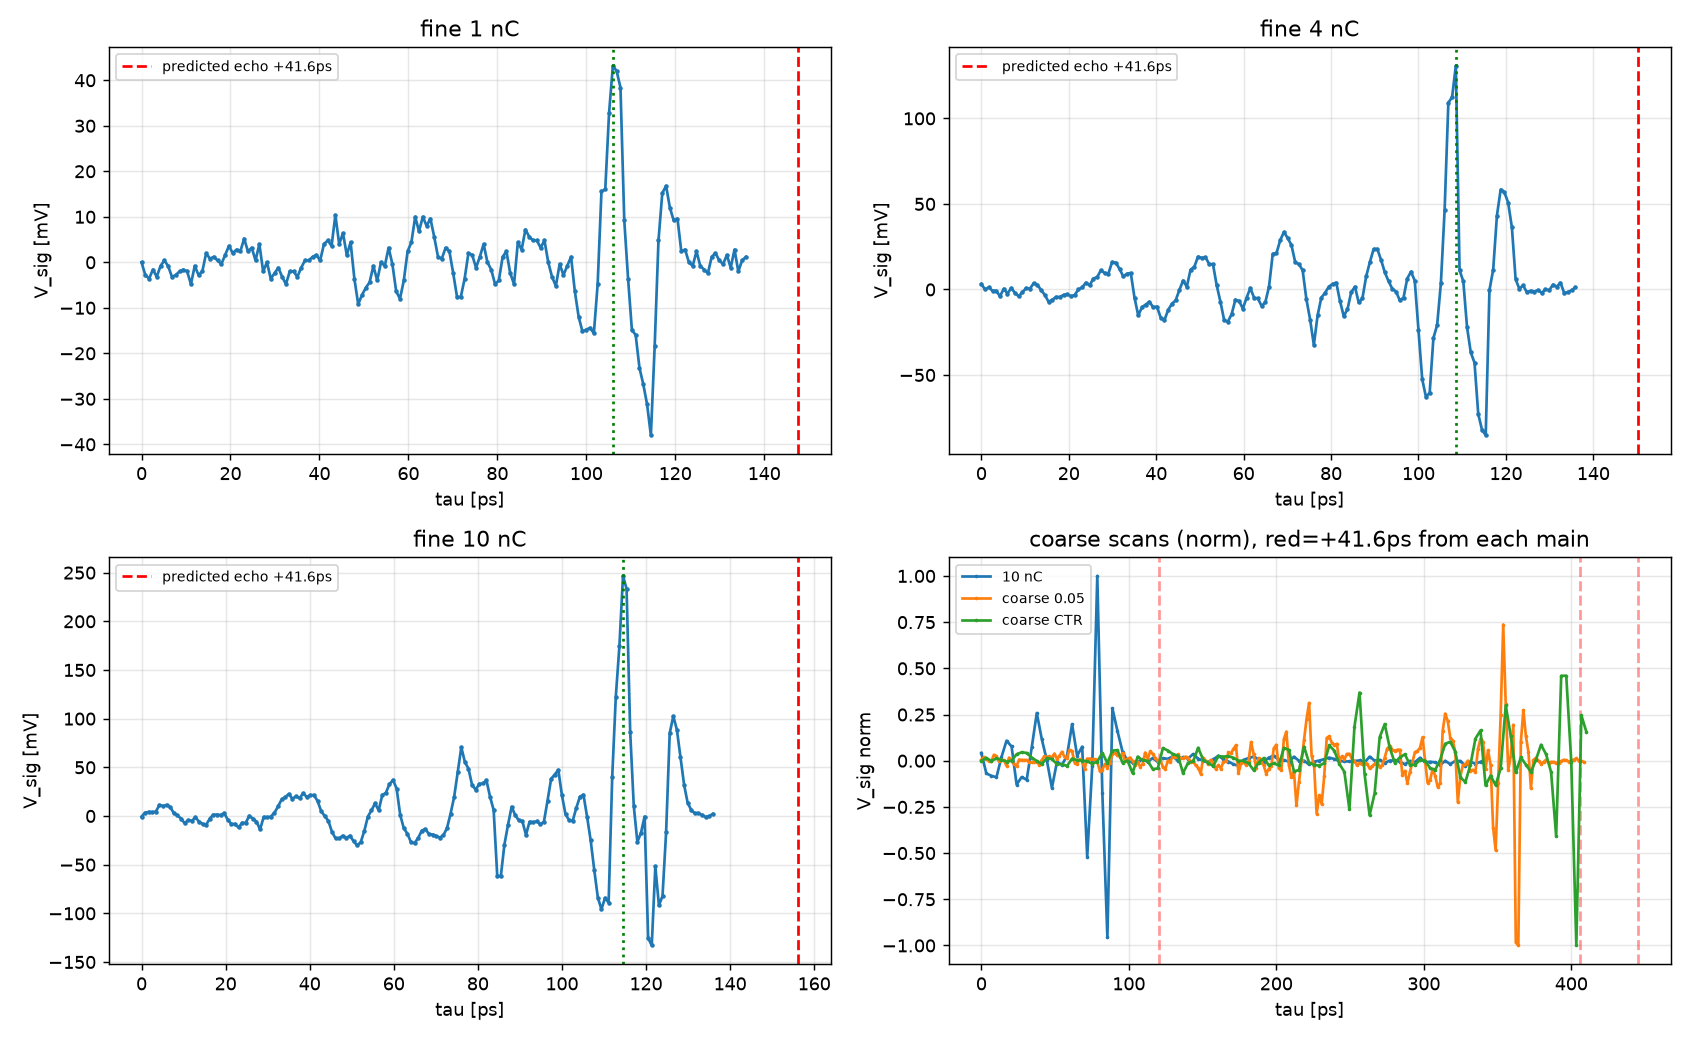 fine 1 nC
predicted echo +41.6ps
V_sig [mV]
40
30
20
10
0
−10
−20
−30
−40
0 20 40 60 80 100 120 140
tau [ps]
fine 4 nC
predicted echo +41.6ps
V_sig [mV]
100
50
0
−50
0 20 40 60 80 100 120 140
tau [ps]
fine 10 nC
predicted echo +41.6ps
V_sig [mV]
250
200
150
100
50
0
−50
−100
−150
0 20 40 60 80 100 120 140 160
tau [ps]
coarse scans (norm), red=+41.6ps from each main
10 nC
coarse 0.05
coarse CTR
V_sig norm
1.00
0.75
0.50
0.25
0.00
−0.25
−0.50
−0.75
−1.00
0 100 200 300 400
tau [ps]